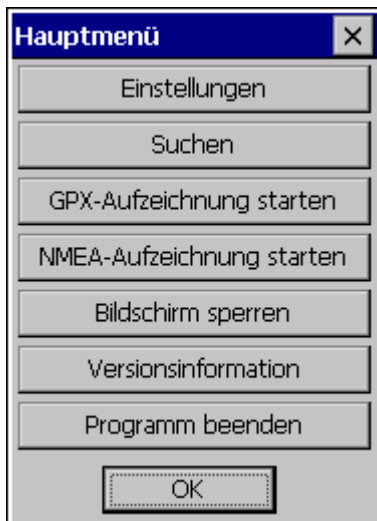 Hauptmenü
Einstellungen
Suchen
GPX-Aufzeichnung starten
NMEA-Aufzeichnung starten
Bildschirm sperren
Versionsinformation
Programm beenden
OK